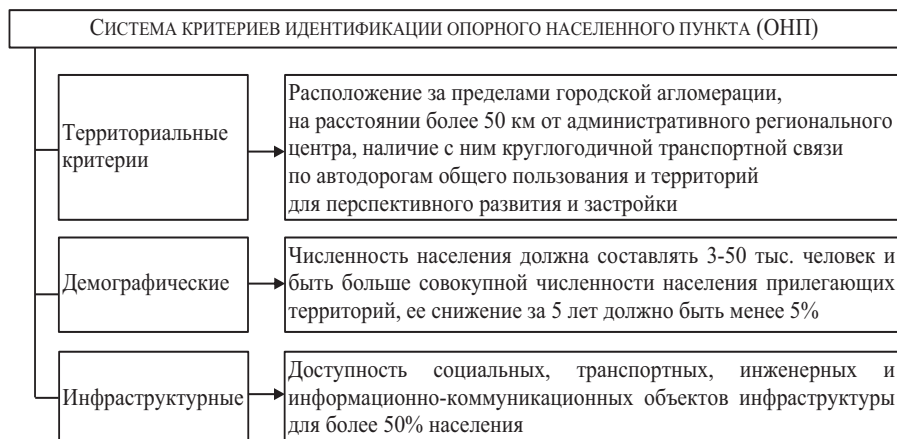 СИСТЕМА КРИТЕРИЕВ ИДЕНТИФИКАЦИИ ОПОРНОГО НАСЕЛЕННОГО ПУНКТА (ОНП)
Территориальные
критерии
Расположение за пределами городской агломерации,
на расстоянии более 50 км от административного регионального
центра, наличие с ним круглогодичной транспортной связи
по автодорогам общего пользования и территорий
для перспективного развития и застройки
Демографические
Численность населения должна составлять 3-50 тыс. человек и
быть больше совокупной численности населения прилегающих
территорий, ее снижение за 5 лет должно быть менее 5%
Инфраструктурные
Доступность социальных, транспортных, инженерных и
информационно-коммуникационных объектов инфраструктуры
для более 50% населения